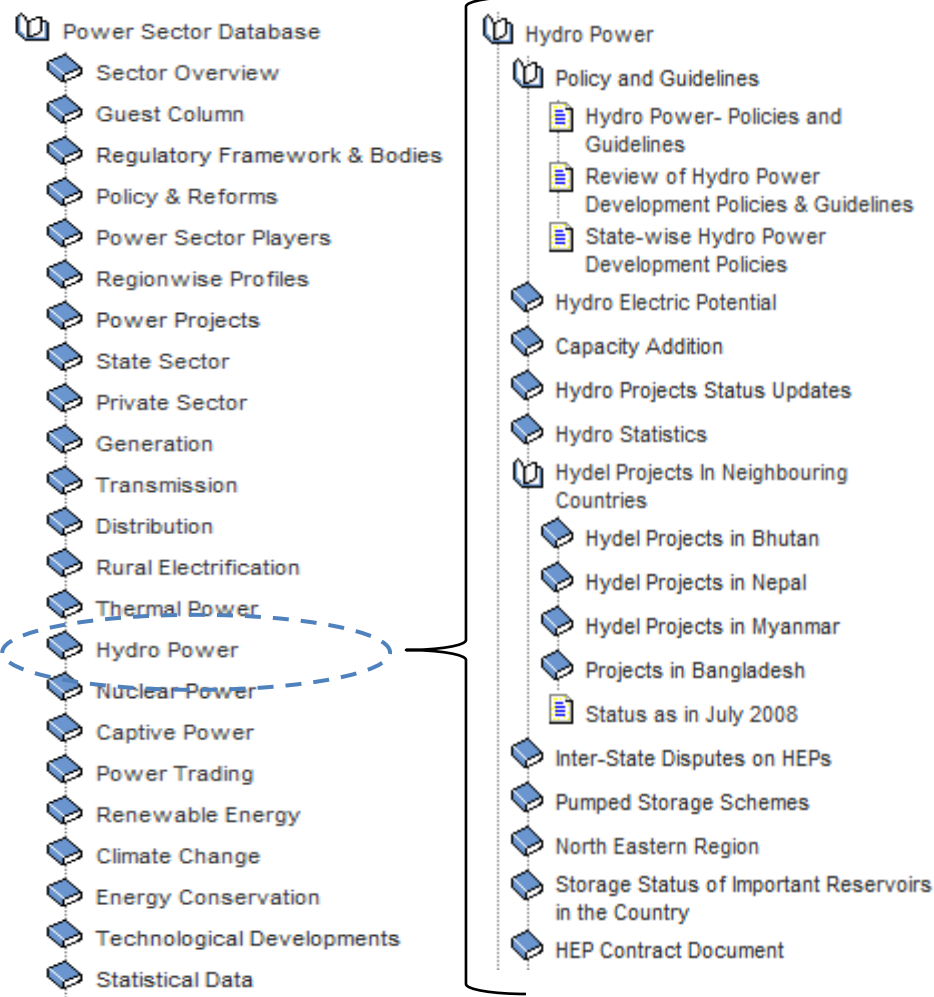 Power Sector Database
Sector Overview
Guest Column
Regulatory Framework & Bodies
Policy & Reforms
Power Sector Players
Regionwise Profiles
Power Projects
State Sector
Private Sector
Generation
Transmission
Distribution
Rural Electrification
Thermal Power
Hydro Power
Nuclear Power
Captive Power
Power Trading
Renewable Energy
Climate Change
Energy Conservation
Technological Developments
Statistical Data
Hydro Power
Policy and Guidelines
Hydro Power- Policies and
Guidelines
Review of Hydro Power
Development Policies & Guidelines
State-wise Hydro Power
Development Policies
Hydro Electric Potential
Capacity Addition
Hydro Projects Status Updates
Hydro Statistics
Hydel Projects In Neighbouring
Countries
Hydel Projects in Bhutan
Hydel Projects in Nepal
Hydel Projects in Myanmar
Projects in Bangladesh
Status as in July 2008
Inter-State Disputes on HEPs
Pumped Storage Schemes
North Eastern Region
Storage Status of Important Reservoirs
in the Country
HEP Contract Document